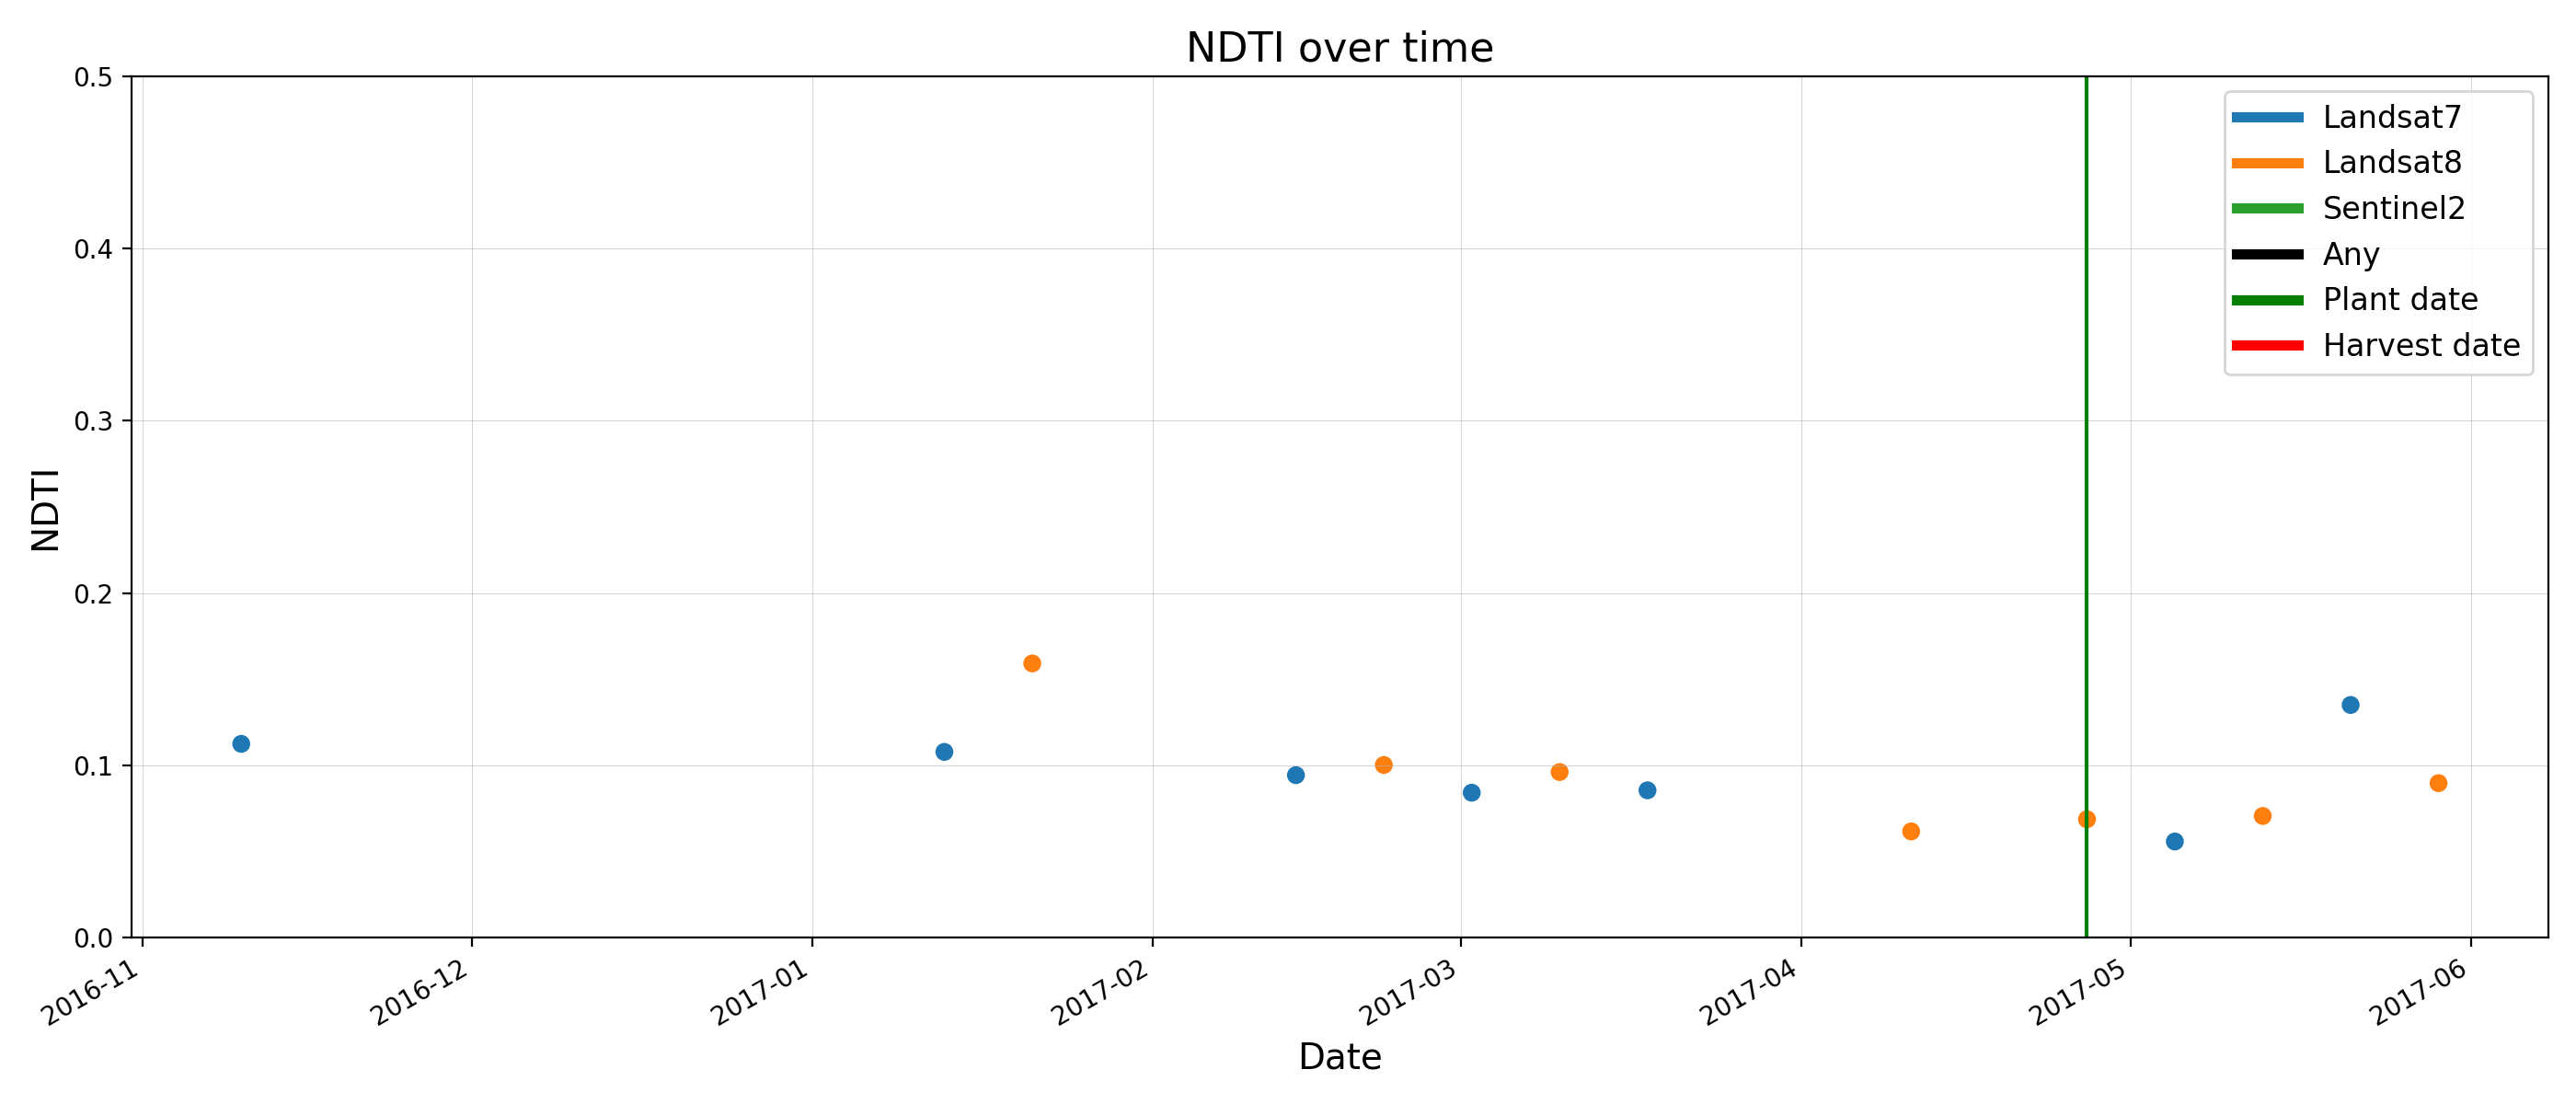 NDTI over time
0.5
0.4
0.3
0.2
0.1
0.0
NDTI
Landsat7
Landsat8
Sentinel2
Any
Plant date
Harvest date
2016-11
2016-12
2017-01
2017-02
2017-03
2017-04
2017-05
2017-06
Date